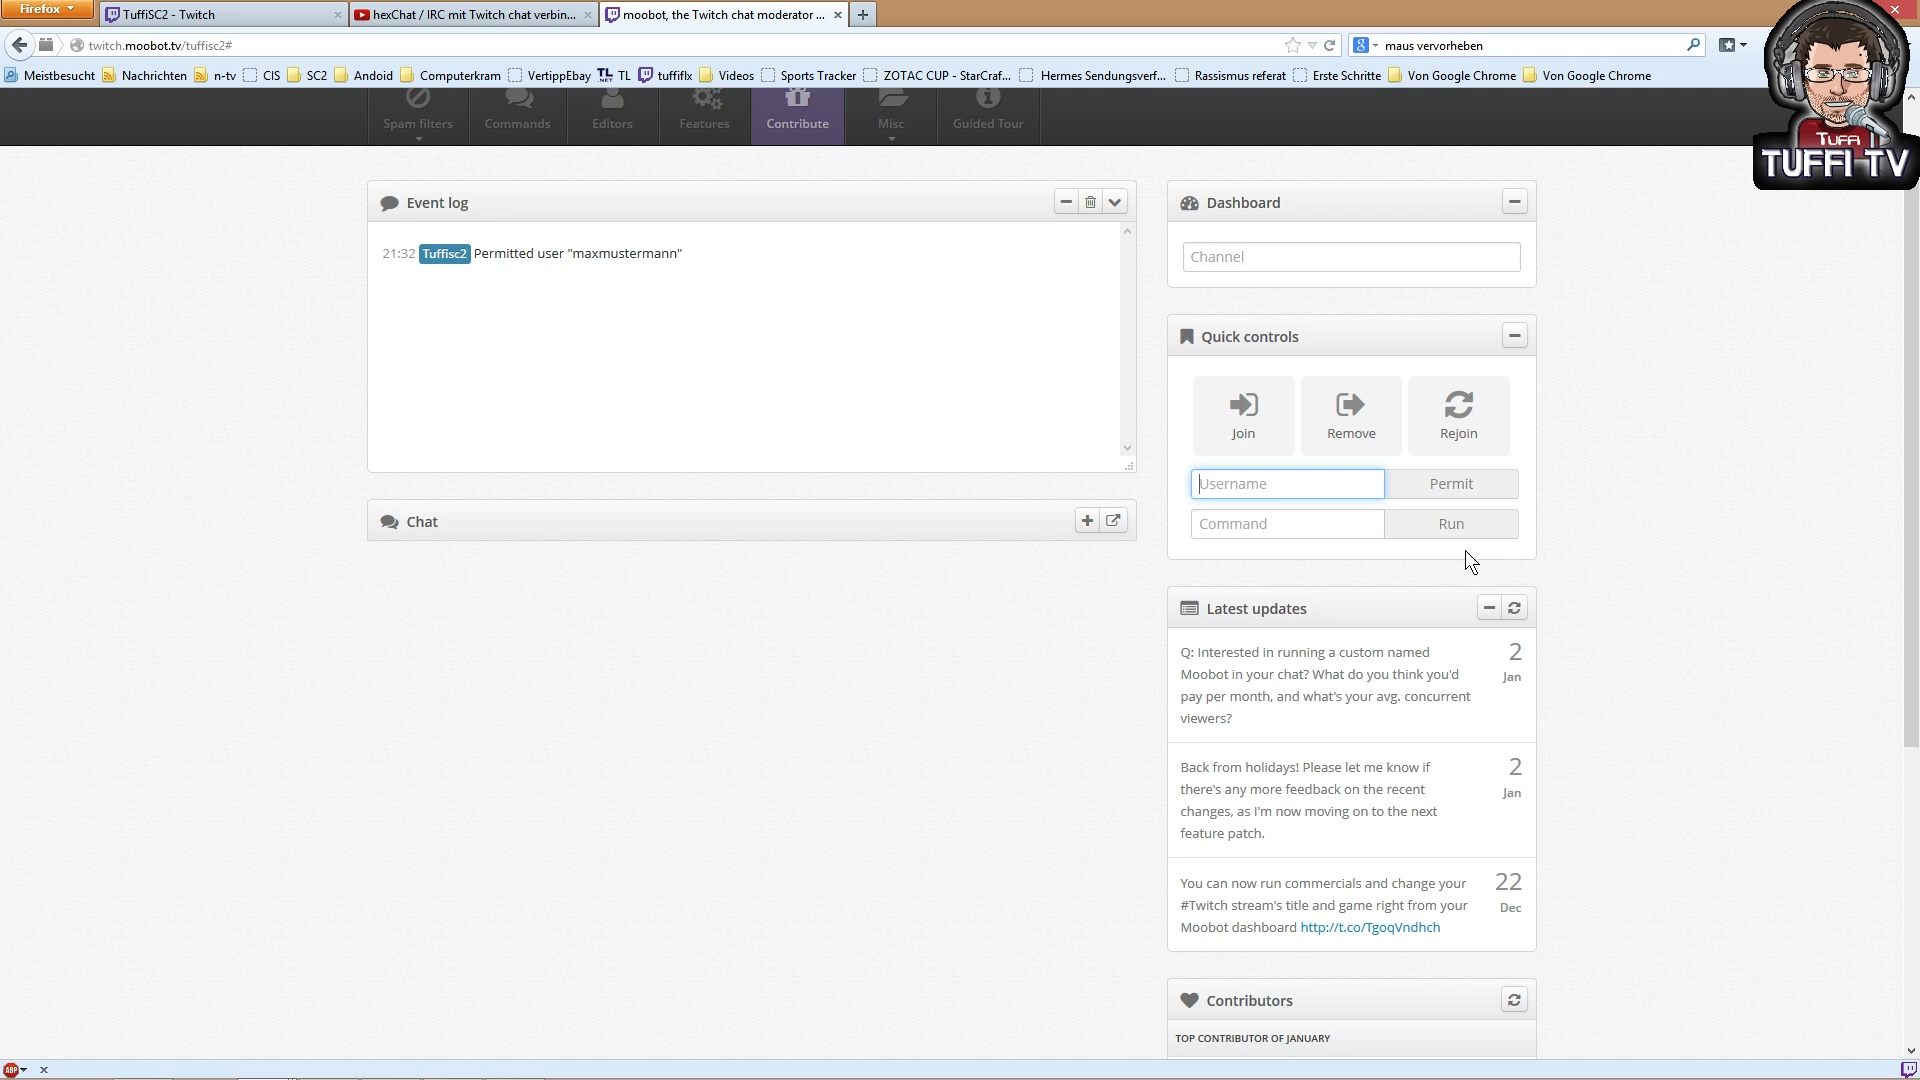 Firefox
TuffiSC2 - Twitch
hexChat / IRC mit Twitch chat verbin...
moobot, the Twitch chat moderator ...
twitch.moobot.tv/tuffisc2#
maus vervorheben
Meistbesucht
Nachrichten
n-tv
CIS
SC2
Andoid
Computerkram
VertippEbay
TL
tuffiflx
Videos
Sports Tracker
ZOTAC CUP - StarCraf...
Hermes Sendungsverf...
Rassismus referat
Erste Schritte
Von Google Chrome
Von Google Chrome
TUFFI
TUFFI TV
Spam filters
Commands
Editors
Features
Contribute
Misc
Guided Tour
Event log
21:32 Tuffisc2 Permitted user "maxmustermann"
Chat
Dashboard
Channel
Quick controls
Join
Remove
Rejoin
Username
Permit
Command
Run
Latest updates
Q: Interested in running a custom named
Moobot in your chat? What do you think you'd
pay per month, and what's your avg. concurrent
viewers?
2
Jan
Back from holidays! Please let me know if
there's any more feedback on the recent
changes, as I'm now moving on to the next
feature patch.
2
Jan
You can now run commercials and change your
#Twitch stream's title and game right from your
Moobot dashboard http://t.co/TgoqVndhch
22
Dec
Contributors
TOP CONTRIBUTOR OF JANUARY
ABP